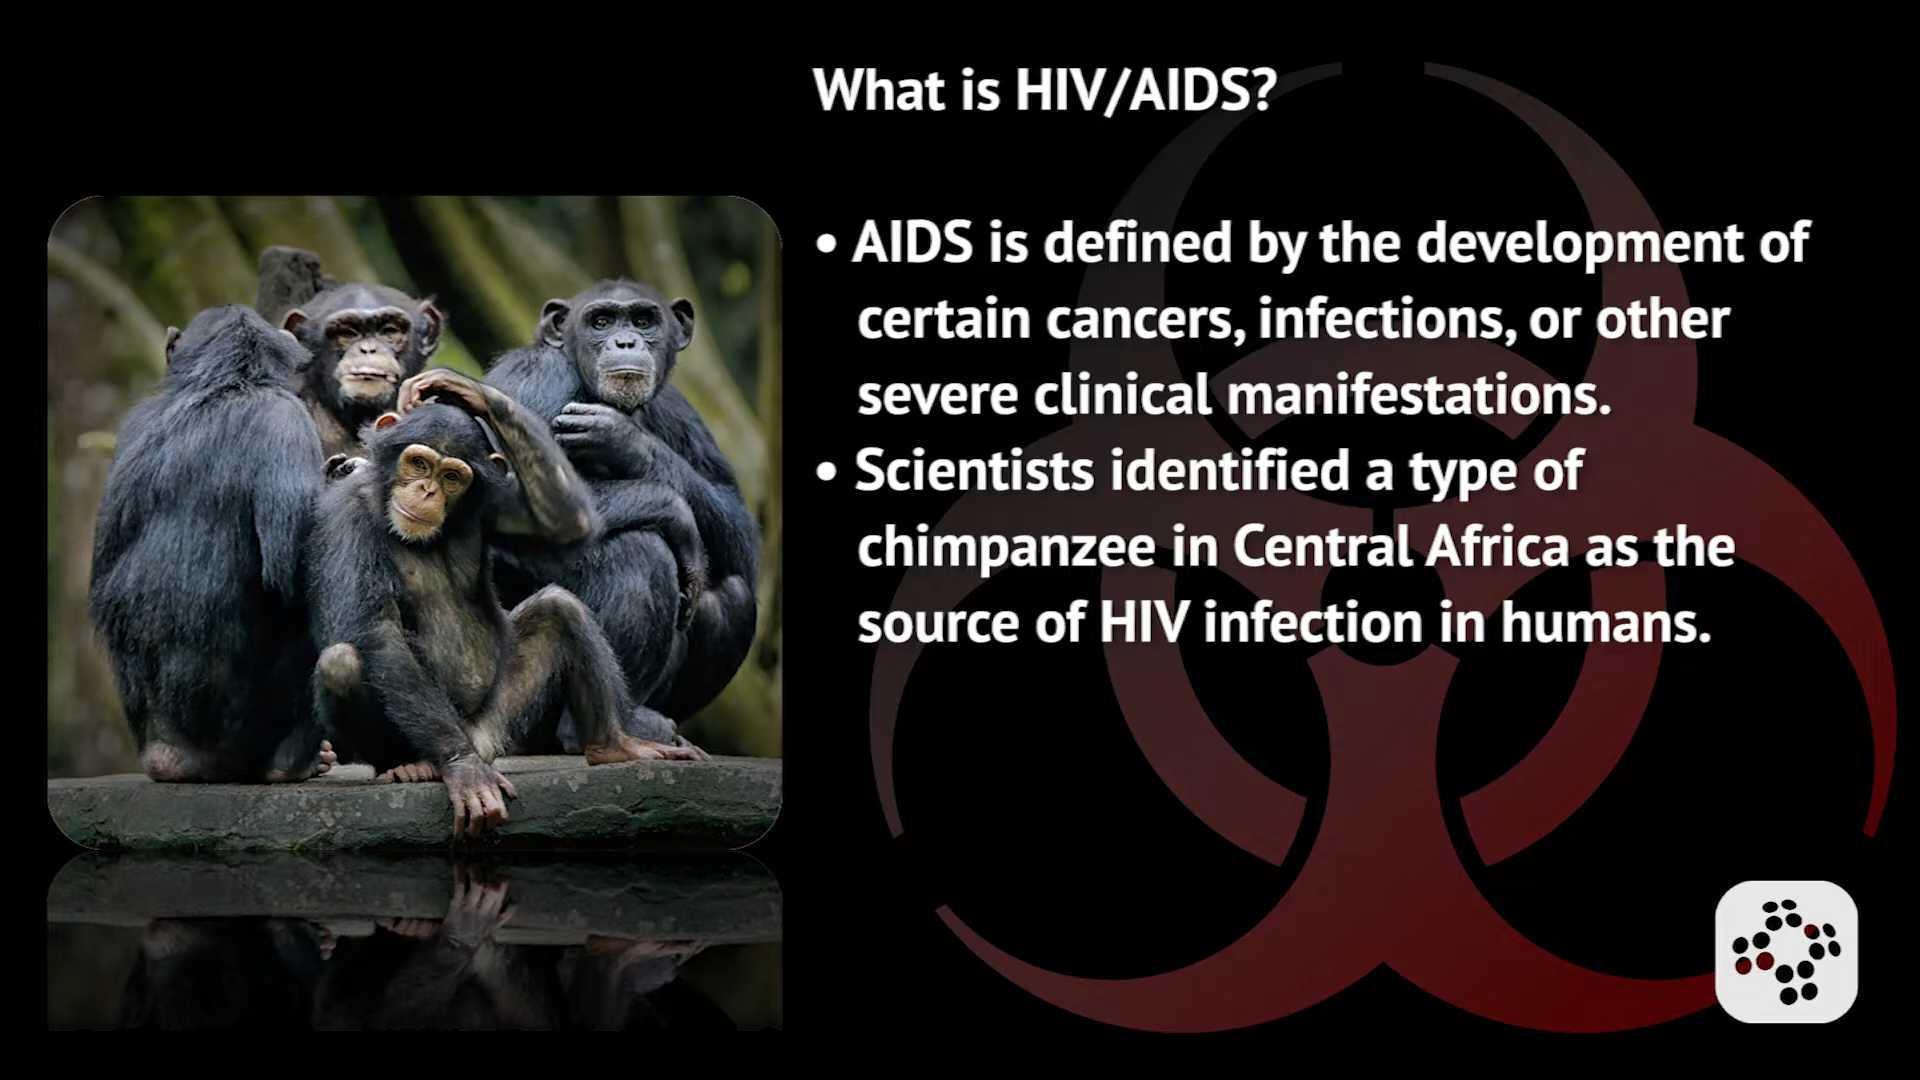 What is HIV/AIDS?
• AIDS is defined by the development of
certain cancers, infections, or other
severe clinical manifestations.
• Scientists identified a type of
chimpanzee in Central Africa as the
source of HIV infection in humans.